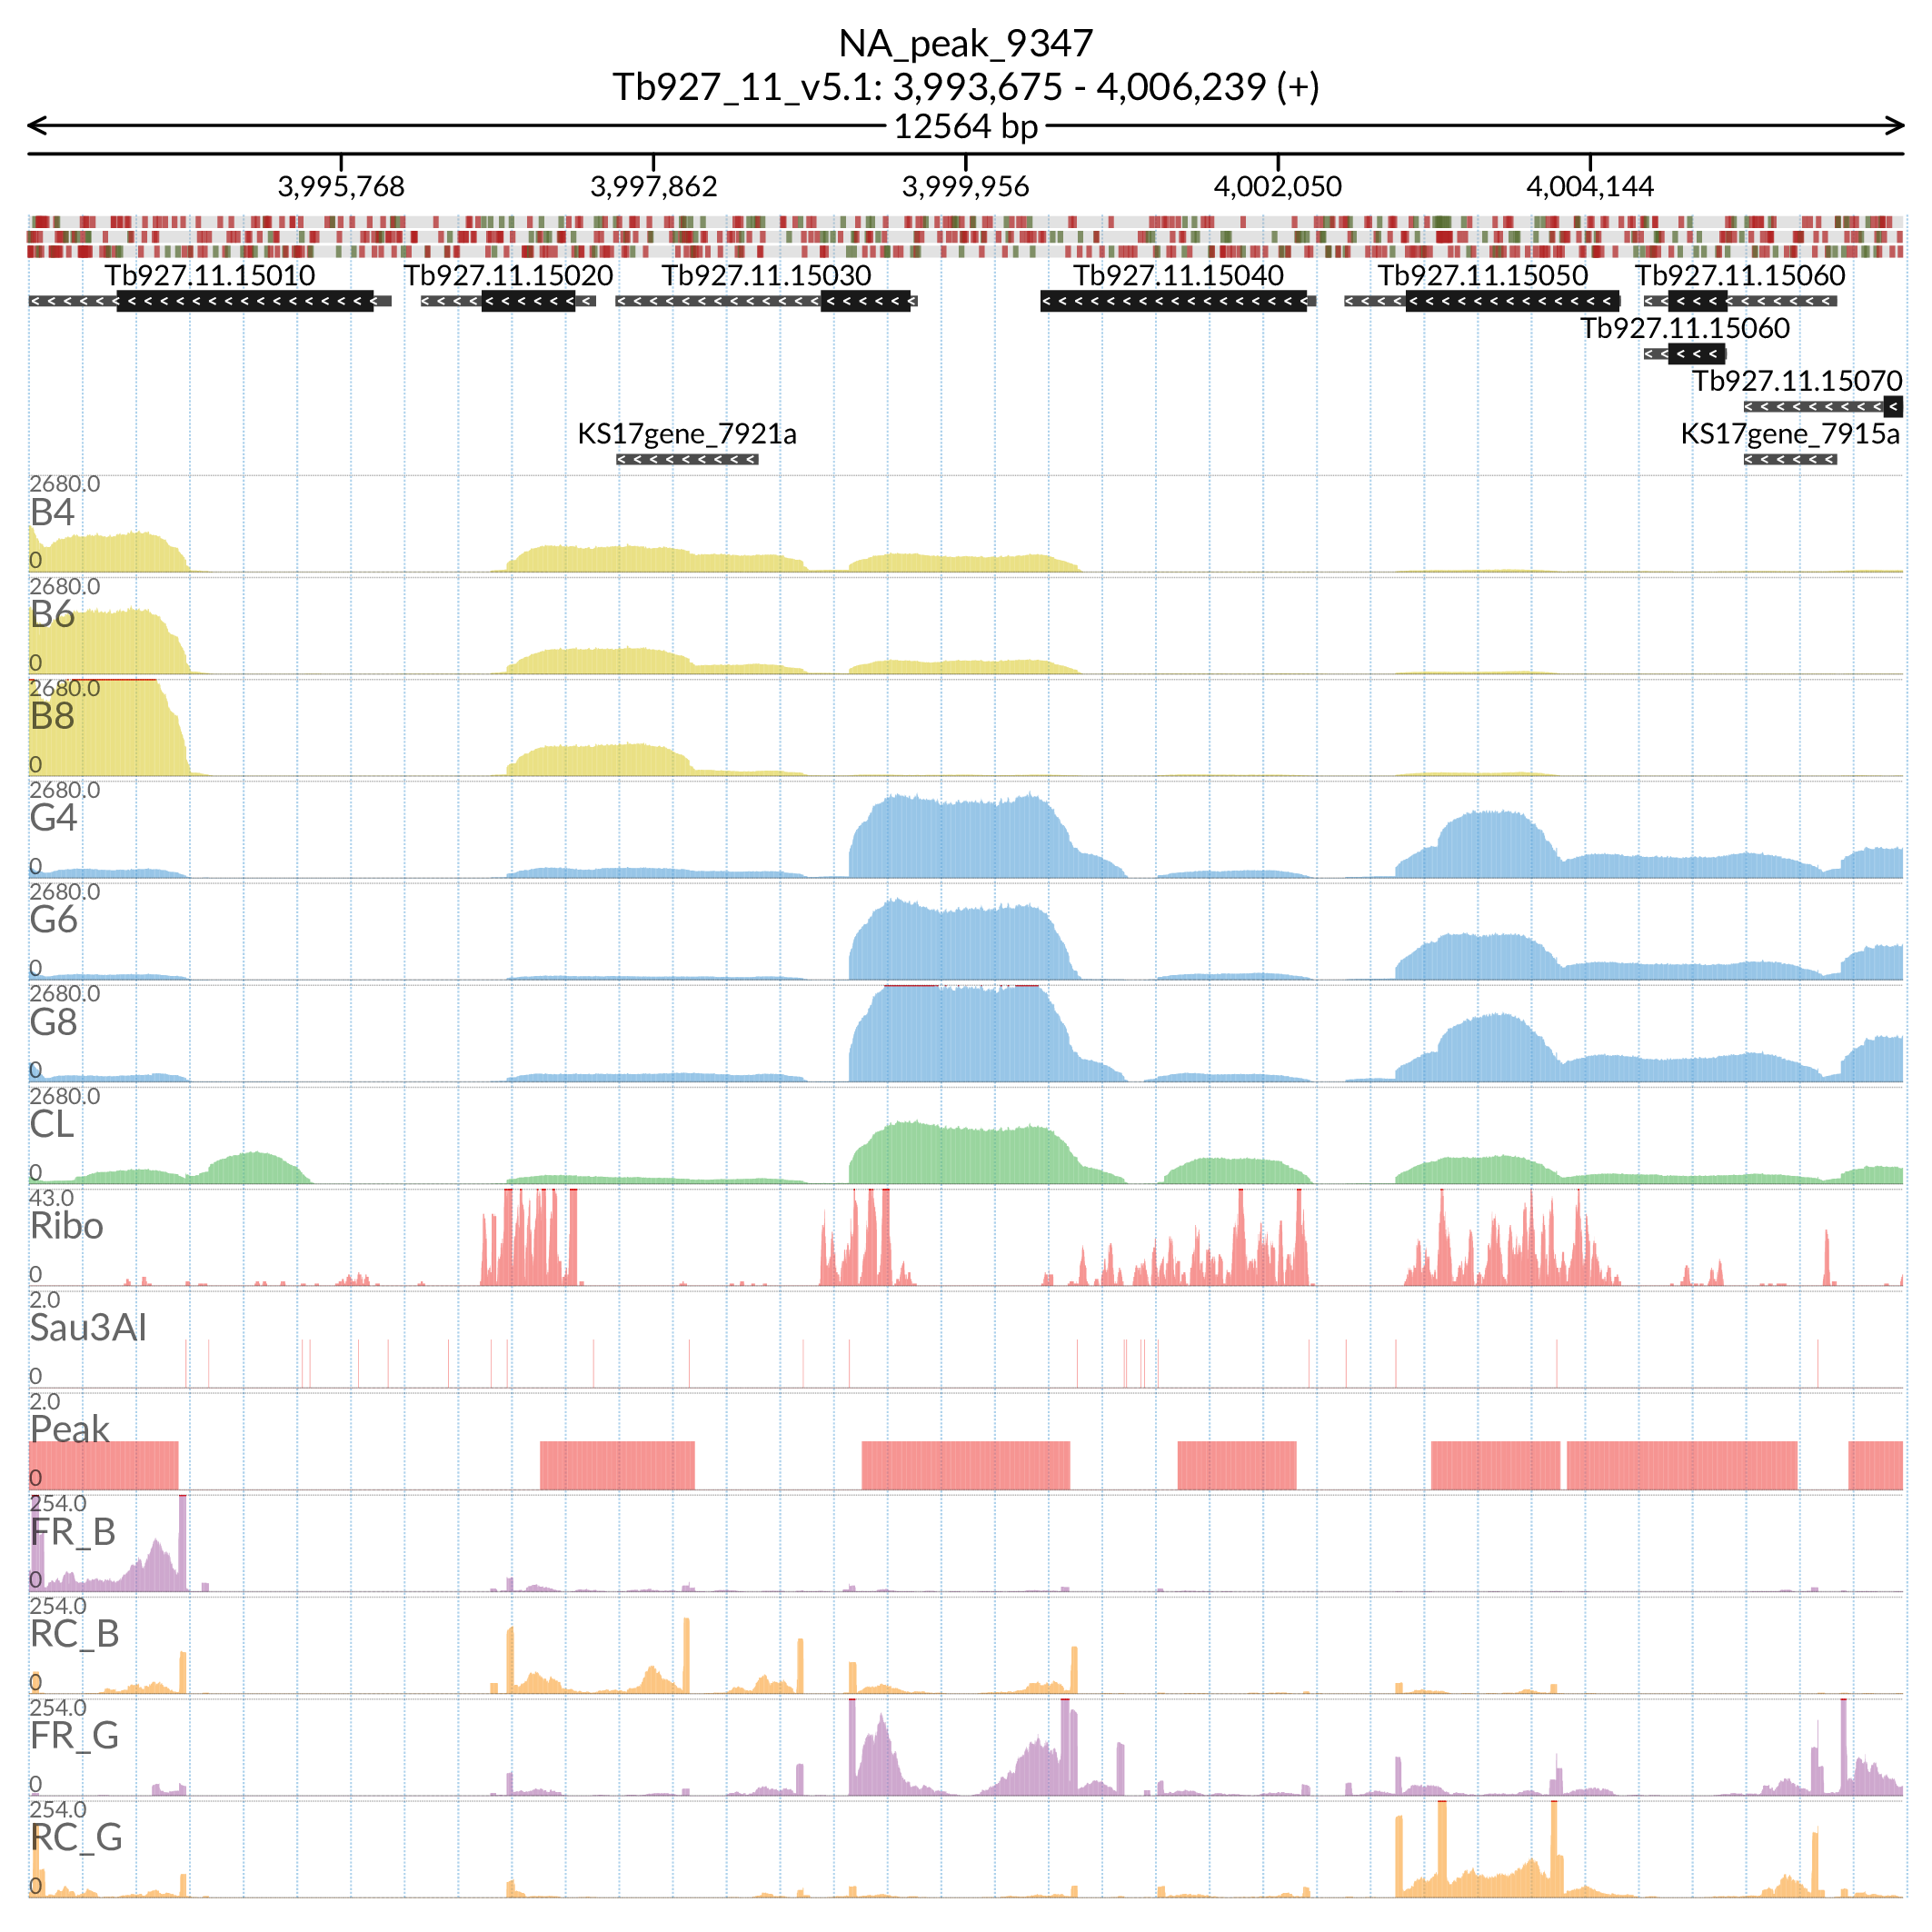 NA_peak_9347
Tb927_11_v5.1: 3,993,675 - 4,006,239 (+)
12564 bp
3,995,768 3,997,862 3,999,956 4,002,050 4,004,144
Tb927.11.15010 Tb927.11.15020 Tb927.11.15030 Tb927.11.15040 Tb927.11.15050 Tb927.11.15060
Tb927.11.15060
Tb927.11.15070
KS17gene_7921a KS17gene_7915a
2680.0
B4
0
2680.0
B6
0
2680.0
B8
0
2680.0
G4
0
2680.0
G6
0
2680.0
G8
0
2680.0
CL
0
43.0
Ribo
0
2.0
Sau3AI
0
2.0
Peak
0
254.0
FR_B
0
254.0
RC_B
0
254.0
FR_G
0
254.0
RC_G
0